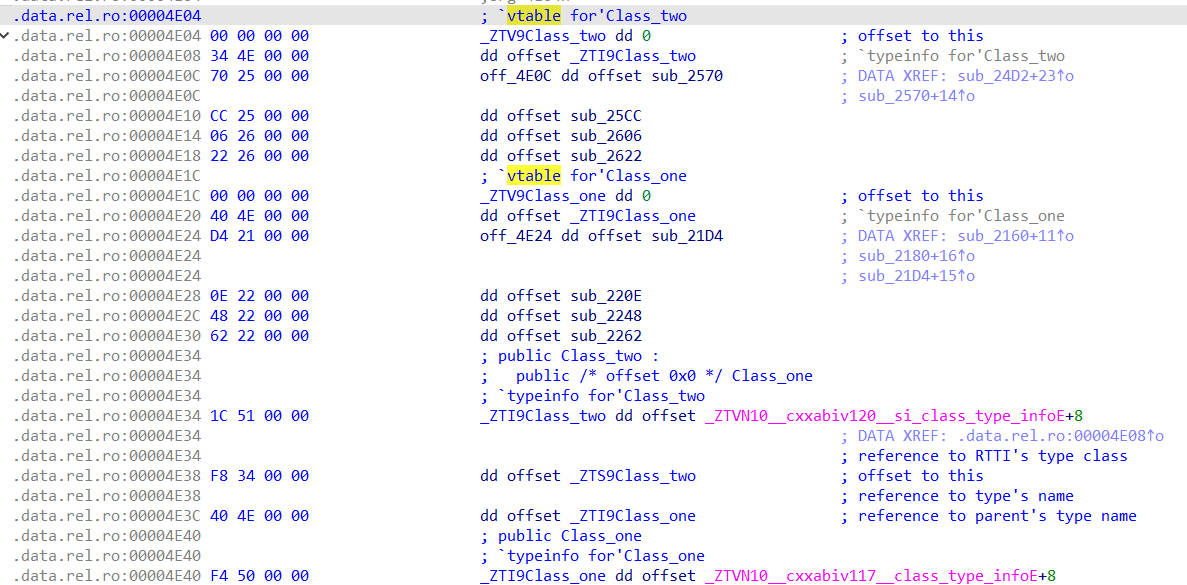 .data.rel.ro:00004E04 ; `vtable for'Class_two
.data.rel.ro:00004E04 00 00 00 00 _ZTV9Class_two dd 0 ; offset to this
.data.rel.ro:00004E08 34 4E 00 00 dd offset _ZTI9Class_two ; `typeinfo for'Class_two
.data.rel.ro:00004E0C 70 25 00 00 off_4E0C dd offset sub_2570 ; DATA XREF: sub_24D2+23↑o
.data.rel.ro:00004E0C ; sub_2570+14↑o
.data.rel.ro:00004E10 CC 25 00 00 dd offset sub_25CC
.data.rel.ro:00004E14 06 26 00 00 dd offset sub_2606
.data.rel.ro:00004E18 22 26 00 00 dd offset sub_2622
.data.rel.ro:00004E1C ; `vtable for'Class_one
.data.rel.ro:00004E1C 00 00 00 00 _ZTV9Class_one dd 0 ; offset to this
.data.rel.ro:00004E20 40 4E 00 00 dd offset _ZTI9Class_one ; `typeinfo for'Class_one
.data.rel.ro:00004E24 D4 21 00 00 off_4E24 dd offset sub_21D4 ; DATA XREF: sub_2160+11↑o
.data.rel.ro:00004E24 ; sub_2180+16↑o
.data.rel.ro:00004E24 ; sub_21D4+15↑o
.data.rel.ro:00004E28 0E 22 00 00 dd offset sub_220E
.data.rel.ro:00004E2C 48 22 00 00 dd offset sub_2248
.data.rel.ro:00004E30 62 22 00 00 dd offset sub_2262
.data.rel.ro:00004E34 ; public Class_two :
.data.rel.ro:00004E34 ; public /* offset 0x0 */ Class_one
.data.rel.ro:00004E34 ; `typeinfo for'Class_two
.data.rel.ro:00004E34 1C 51 00 00 _ZTI9Class_two dd offset _ZTVN10__cxxabiv120__si_class_type_infoE+8
.data.rel.ro:00004E34 ; DATA XREF: .data.rel.ro:00004E08↑o
.data.rel.ro:00004E34 ; reference to RTTI's type class
.data.rel.ro:00004E38 F8 34 00 00 dd offset _ZTS9Class_two ; offset to this
.data.rel.ro:00004E38 ; reference to type's name
.data.rel.ro:00004E3C 40 4E 00 00 dd offset _ZTI9Class_one ; reference to parent's type name
.data.rel.ro:00004E40 ; public Class_one
.data.rel.ro:00004E40 ; `typeinfo for'Class_one
.data.rel.ro:00004E40 F4 50 00 00 _ZTI9Class_one dd offset _ZTVN10__cxxabiv117__class_type_infoE+8